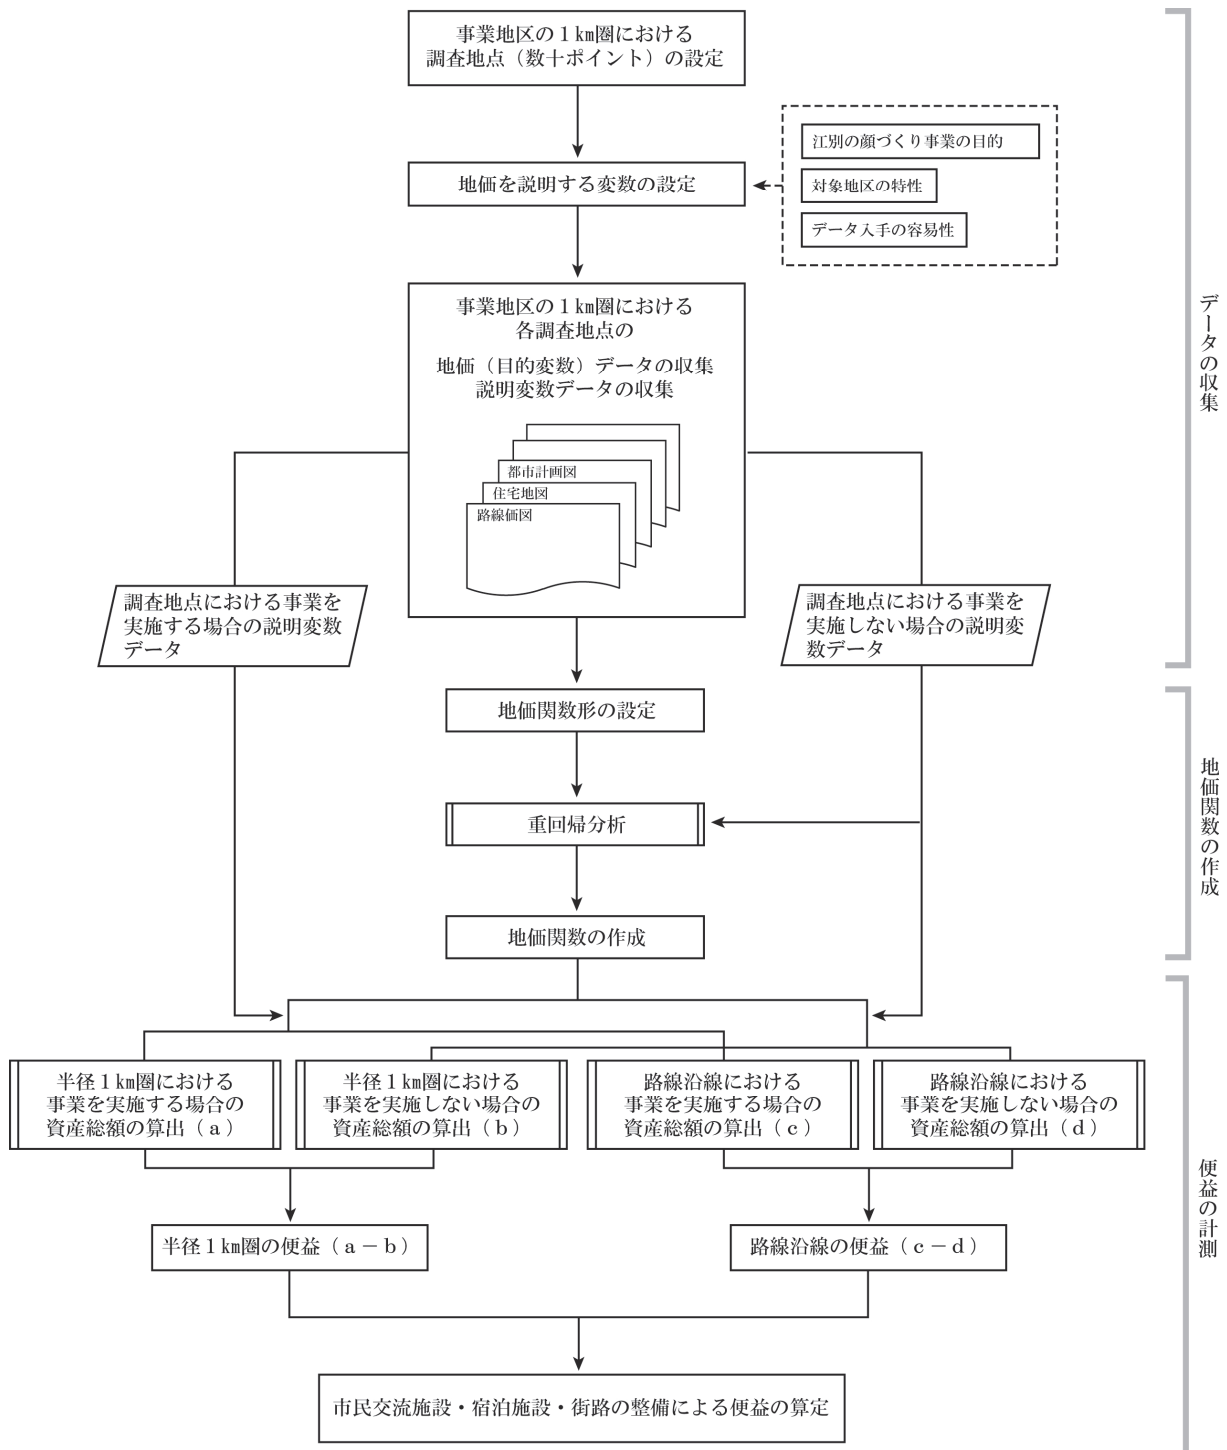 事業地区の1km圏における
調査地点（数十ポイント）の設定
地価を説明する変数の設定
江別の顔づくり事業の目的
対象地区の特性
データ入手の容易性
事業地区の1km圏における
各調査地点の
地価（目的変数）データの収集
説明変数データの収集
都市計画図
住宅地図
路線価図
調査地点における事業を
実施する場合の説明変数
データ
調査地点における事業を
実施しない場合の説明変
数データ
データの収集
地価関数形の設定
重回帰分析
地価関数の作成
地価関数の作成
半径1km圏における
事業を実施する場合の
資産総額の算出（a）
半径1km圏における
事業を実施しない場合の
資産総額の算出（b）
路線沿線における
事業を実施する場合の
資産総額の算出（c）
路線沿線における
事業を実施しない場合の
資産総額の算出（d）
半径1km圏の便益（a－b）
路線沿線の便益（c－d）
市民交流施設・宿泊施設・街路の整備による便益の算定
便益の計測